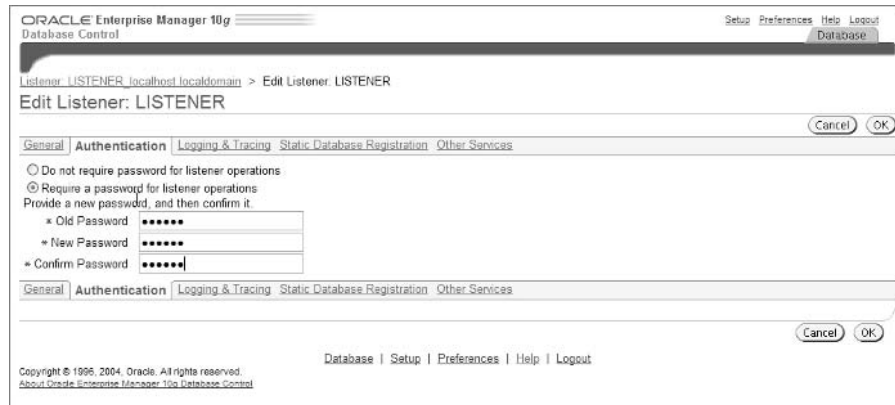 ORACLE Enterprise Manager 10g
Database Control
Setup Preferences Help Logout
Database
Listener: LISTENER_localhost.localdomain > Edit Listener: LISTENER
Edit Listener: LISTENER
Cancel OK
General Authentication Logging & Tracing Static Database Registration Other Services
Do not require password for listener operations
Require a password for listener operations
Provide a new password, and then confirm it.
* Old Password ••••••
* New Password ••••••
* Confirm Password ••••••
General Authentication Logging & Tracing Static Database Registration Other Services
Cancel OK
Database | Setup | Preferences | Help | Logout
Copyright © 1996, 2004, Oracle. All rights reserved.
About Oracle Enterprise Manager 10g Database Control